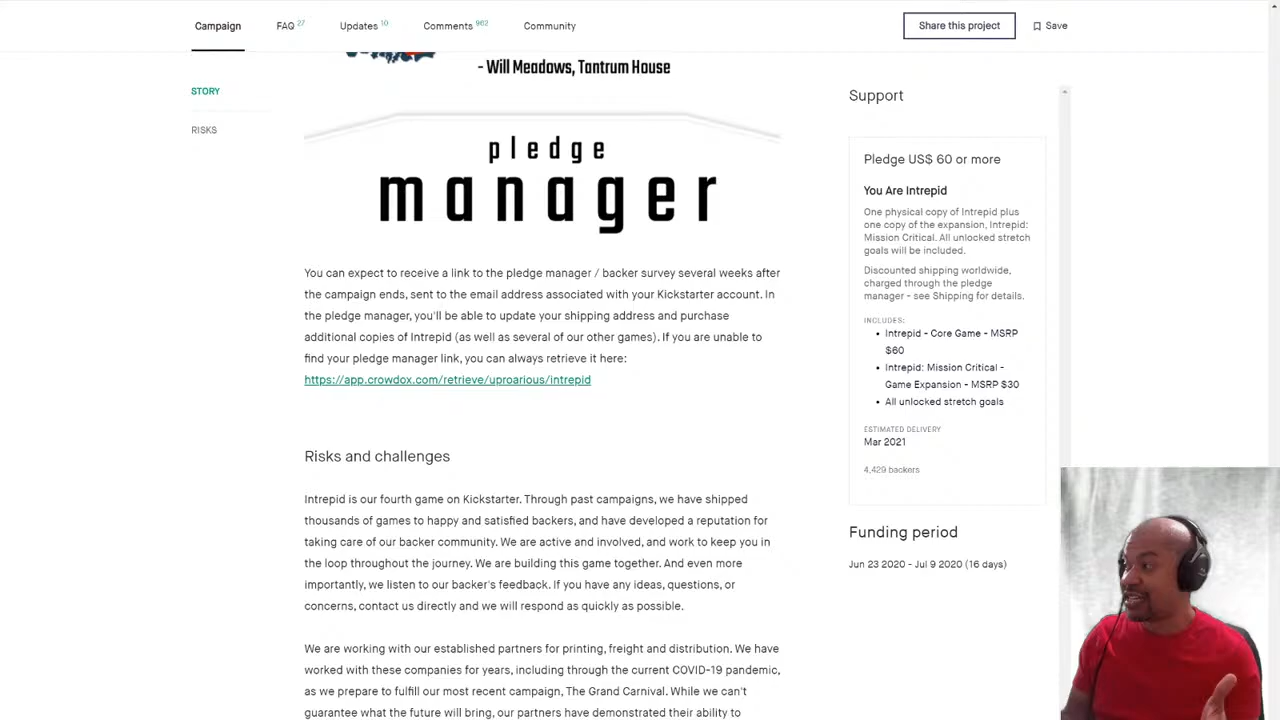 Campaign
FAQ 27
Updates 10
Comments 962
Community
Share this project
Save
STORY
RISKS
- Will Meadows, Tantrum House
pledge
manager
You can expect to receive a link to the pledge manager / backer survey several weeks after
the campaign ends, sent to the email address associated with your Kickstarter account. In
the pledge manager, you'll be able to update your shipping address and purchase
additional copies of Intrepid (as well as several of our other games). If you are unable to
find your pledge manager link, you can always retrieve it here:
https://app.crowdox.com/retrieve/uproarious/intrepid
Risks and challenges
Intrepid is our fourth game on Kickstarter. Through past campaigns, we have shipped
thousands of games to happy and satisfied backers, and have developed a reputation for
taking care of our backer community. We are active and involved, and work to keep you in
the loop throughout the journey. We are building this game together. And even more
importantly, we listen to our backer's feedback. If you have any ideas, questions, or
concerns, contact us directly and we will respond as quickly as possible.
We are working with our established partners for printing, freight and distribution. We have
worked with these companies for years, including through the current COVID-19 pandemic,
as we prepare to fulfill our most recent campaign, The Grand Carnival. While we can't
guarantee what the future will bring, our partners have demonstrated their ability to
Support
Pledge US$ 60 or more
You Are Intrepid
One physical copy of Intrepid plus
one copy of the expansion, Intrepid:
Mission Critical. All unlocked stretch
goals will be included.
Discounted shipping worldwide,
charged through the pledge
manager - see Shipping for details.
INCLUDES:
• Intrepid - Core Game - MSRP
$60
• Intrepid: Mission Critical -
Game Expansion - MSRP $30
• All unlocked stretch goals
ESTIMATED DELIVERY
Mar 2021
4,429 backers
Funding period
Jun 23 2020 - Jul 9 2020 (16 days)